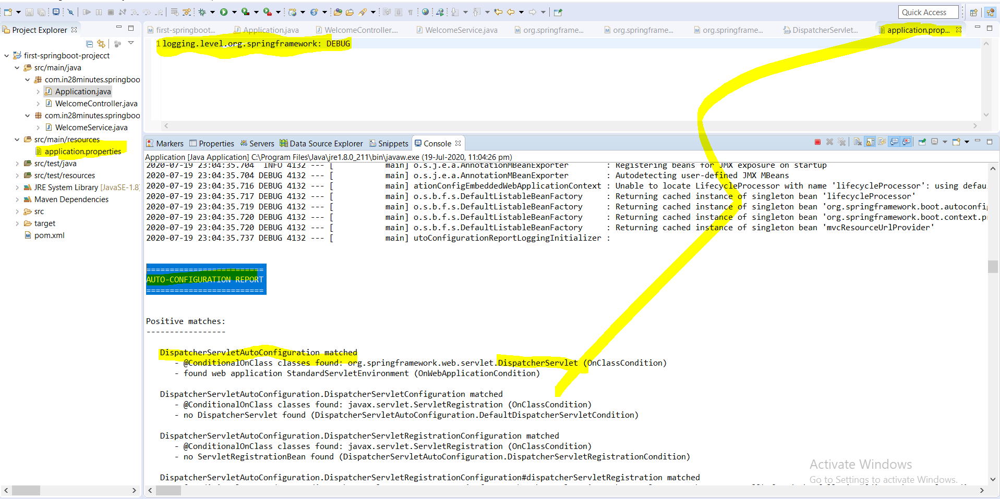 Quick Access
Project Explorer
first-springboot-projecct
src/main/java
com.in28minutes.springboo
Application.java
WelcomeController.java
com.in28minutes.springboo
WelcomeService.java
src/main/resources
application.properties
src/test/java
src/test/resources
JRE System Library [JavaSE-1.8]
Maven Dependencies
src
target
pom.xml
first-springboot... Application.java WelcomeController.... WelcomeService.java org.springframe... org.springframe... org.springframe... DispatcherServlet... application.prop...
1 logging.level.org.springframework: DEBUG
Markers Properties Servers Data Source Explorer Snippets Console
Application [Java Application] C:\Program Files\Java\jre1.8.0_211\bin\javaw.exe (19-Jul-2020, 11:04:26 pm)
2020-07-19 23:04:35.704  INFO 4132 --- [           main] o.s.j.e.a.AnnotationMBeanExporter        : Registering beans for JMX exposure on startup
2020-07-19 23:04:35.704 DEBUG 4132 --- [           main] o.s.j.e.a.AnnotationMBeanExporter        : Autodetecting user-defined JMX MBeans
2020-07-19 23:04:35.716 DEBUG 4132 --- [           main] ationConfigEmbeddedWebApplicationContext : Unable to locate LifecycleProcessor with name 'lifecycleProcessor': using defau
2020-07-19 23:04:35.717 DEBUG 4132 --- [           main] o.s.b.f.s.DefaultListableBeanFactory     : Returning cached instance of singleton bean 'lifecycleProcessor'
2020-07-19 23:04:35.719 DEBUG 4132 --- [           main] o.s.b.f.s.DefaultListableBeanFactory     : Returning cached instance of singleton bean 'org.springframework.boot.autoconfi
2020-07-19 23:04:35.720 DEBUG 4132 --- [           main] o.s.b.f.s.DefaultListableBeanFactory     : Returning cached instance of singleton bean 'org.springframework.boot.context.p
2020-07-19 23:04:35.720 DEBUG 4132 --- [           main] o.s.b.f.s.DefaultListableBeanFactory     : Returning cached instance of singleton bean 'mvcResourceUrlProvider'
2020-07-19 23:04:35.737 DEBUG 4132 --- [           main] utoConfigurationReportLoggingInitializer :
=========================
AUTO-CONFIGURATION REPORT
=========================
Positive matches:
-----------------
DispatcherServletAutoConfiguration matched
- @ConditionalOnClass classes found: org.springframework.web.servlet.DispatcherServlet (OnClassCondition)
- found web application StandardServletEnvironment (OnWebApplicationCondition)
DispatcherServletAutoConfiguration.DispatcherServletConfiguration matched
- @ConditionalOnClass classes found: javax.servlet.ServletRegistration (OnClassCondition)
- no DispatcherServlet found (DispatcherServletAutoConfiguration.DefaultDispatcherServletCondition)
DispatcherServletAutoConfiguration.DispatcherServletRegistrationConfiguration matched
- @ConditionalOnClass classes found: javax.servlet.ServletRegistration (OnClassCondition)
- no ServletRegistrationBean found (DispatcherServletAutoConfiguration.DispatcherServletRegistrationCondition)
DispatcherServletAutoConfiguration.DispatcherServletRegistrationConfiguration#dispatcherServletRegistration matched
Activate Windows
Go to Settings to activate Windows.